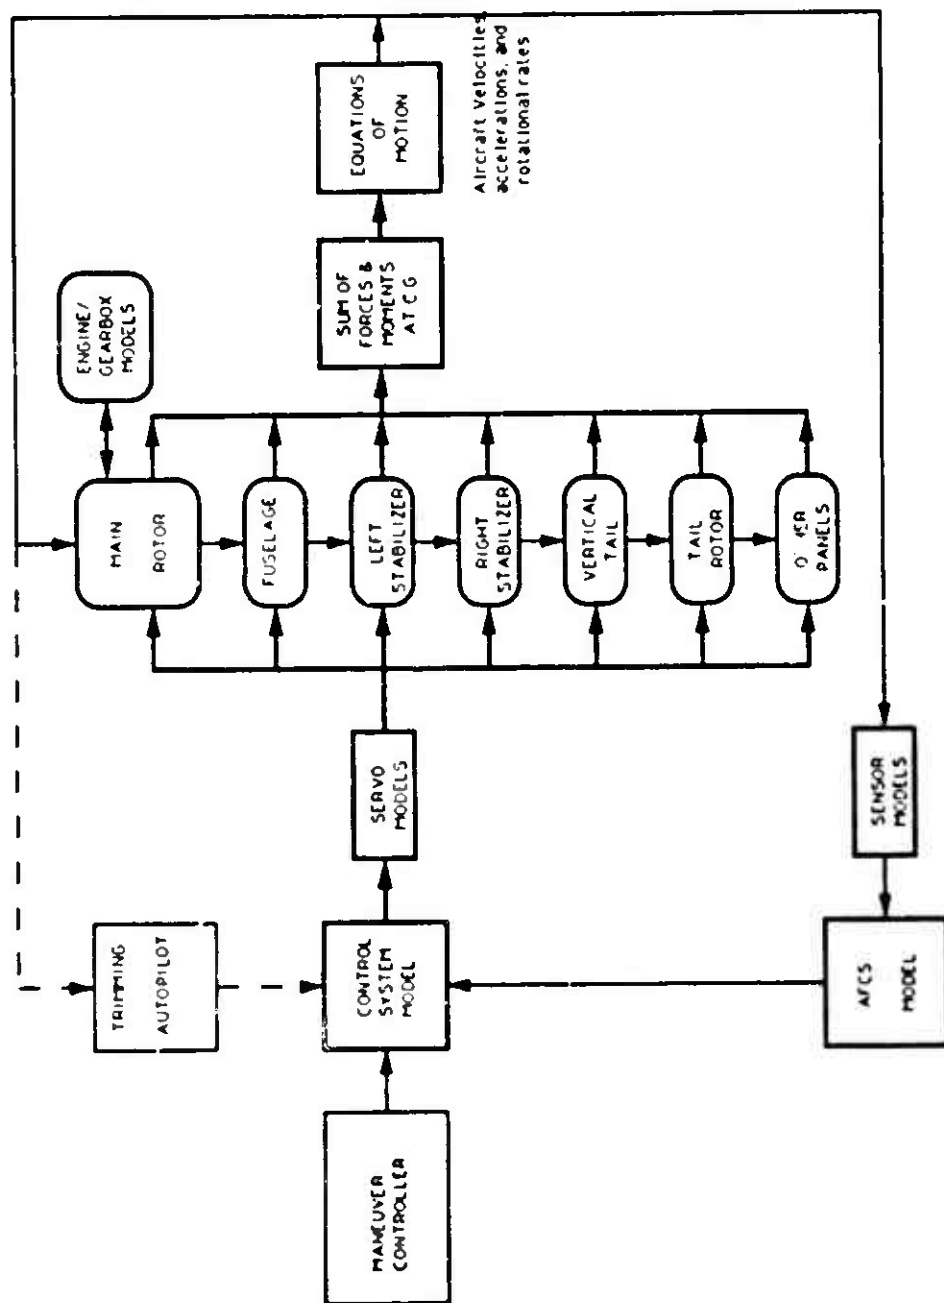 MANEUVER
CONTROLLER
TRIMMING
AUTOPILOT
CONTROL
SYSTEM
MODEL
AFCS
MODEL
SERVO
MODELS
SENSOR MODELS
MAIN
ROTOR
FUSELAGE
LEFT
STABILIZER
RIGHT
STABILIZER
VERTICAL
TAIL
TAIL
ROTOR
PANELS
ENGINE/
GEARBOX
MODELS
SUM OF
FORCES &
MOMENTS
AT C G
EQUATIONS
OF
MOTION
Aircraft Velocities
accelerations, and
rotational rates